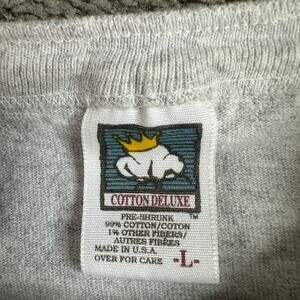 COTTON DELUXE
TM
PRE-SHRUNK
99% COTTON/COTON
1% OTHER FIBERS/
AUTRES FIBRES
MADE IN U.S.A.
OVER FOR CARE -L-